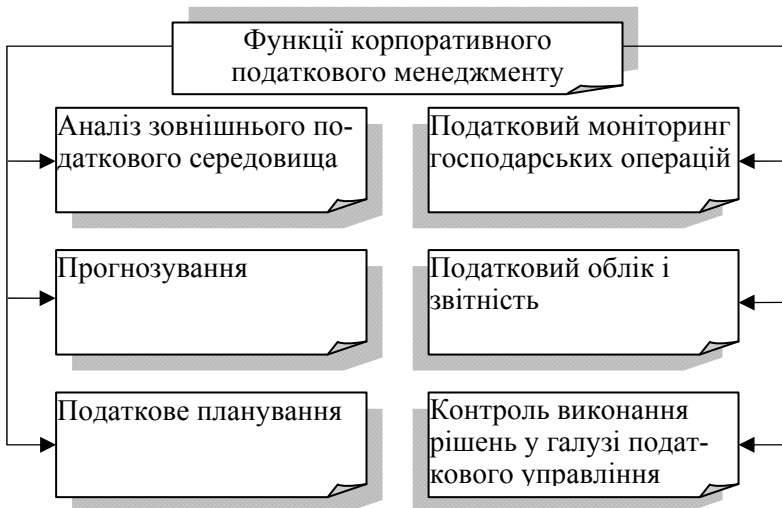 Функції корпоративного
податкового менеджменту
Аналіз зовнішнього по-
даткового середовища
Прогнозування
Податкове планування
Податковий моніторинг
господарських операцій
Податковий облік і
звітність
Контроль виконання
рішень у галузі подат-
кового управління